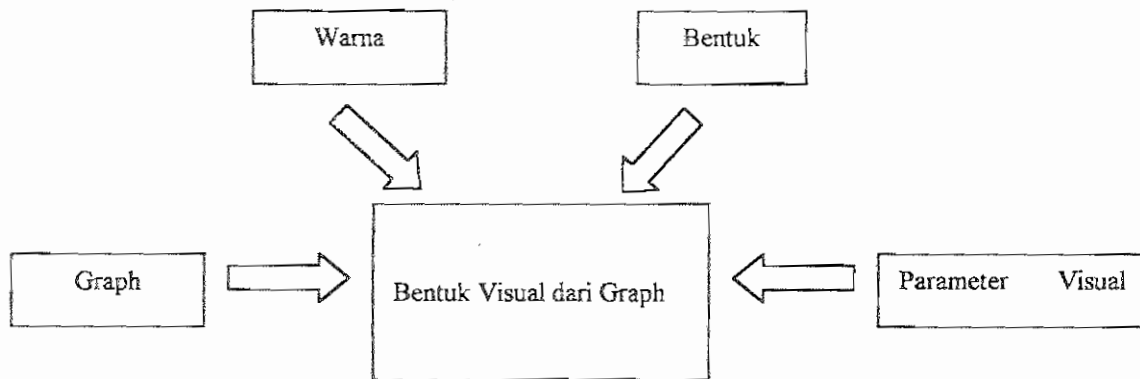 Warna
Bentuk
Graph
Bentuk Visual dari Graph
Parameter Visual